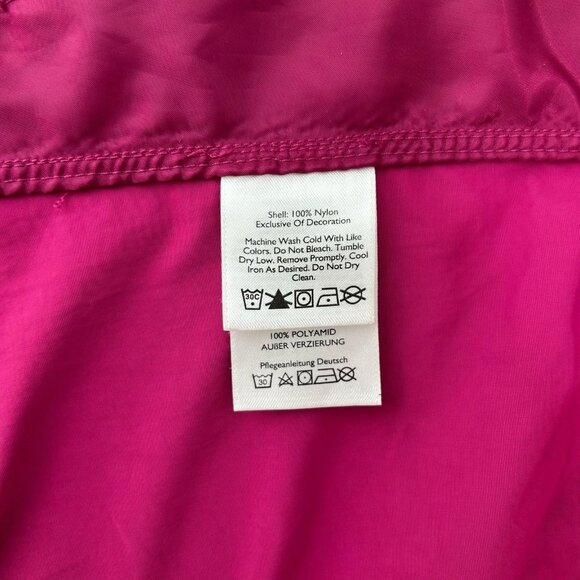 Shell: 100% Nylon
Exclusive Of Decoration
Machine Wash Cold With Like
Colors. Do Not Bleach. Tumble
Dry Low. Remove Promptly. Cool
Iron As Desired. Do Not Dry
Clean.
30C
100% POLYAMID
AUßER VERZIERUNG
Pflegeanleitung Deutsch
30